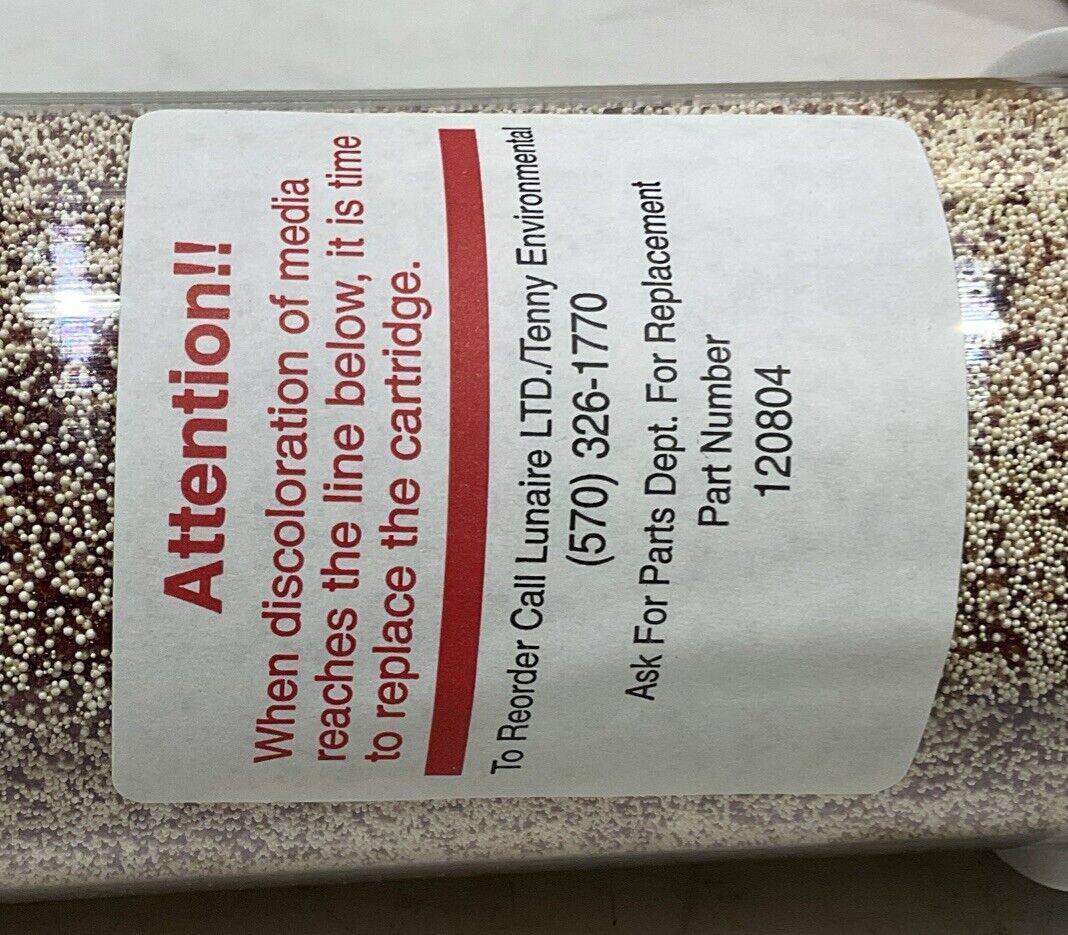 Attention!!
When discoloration of media
reaches the line below, it is time
to replace the cartridge.
To Reorder Call Lunaire LTD./Tenny Environmental
(570) 326-1770
Ask For Parts Dept. For Replacement
Part Number
120804